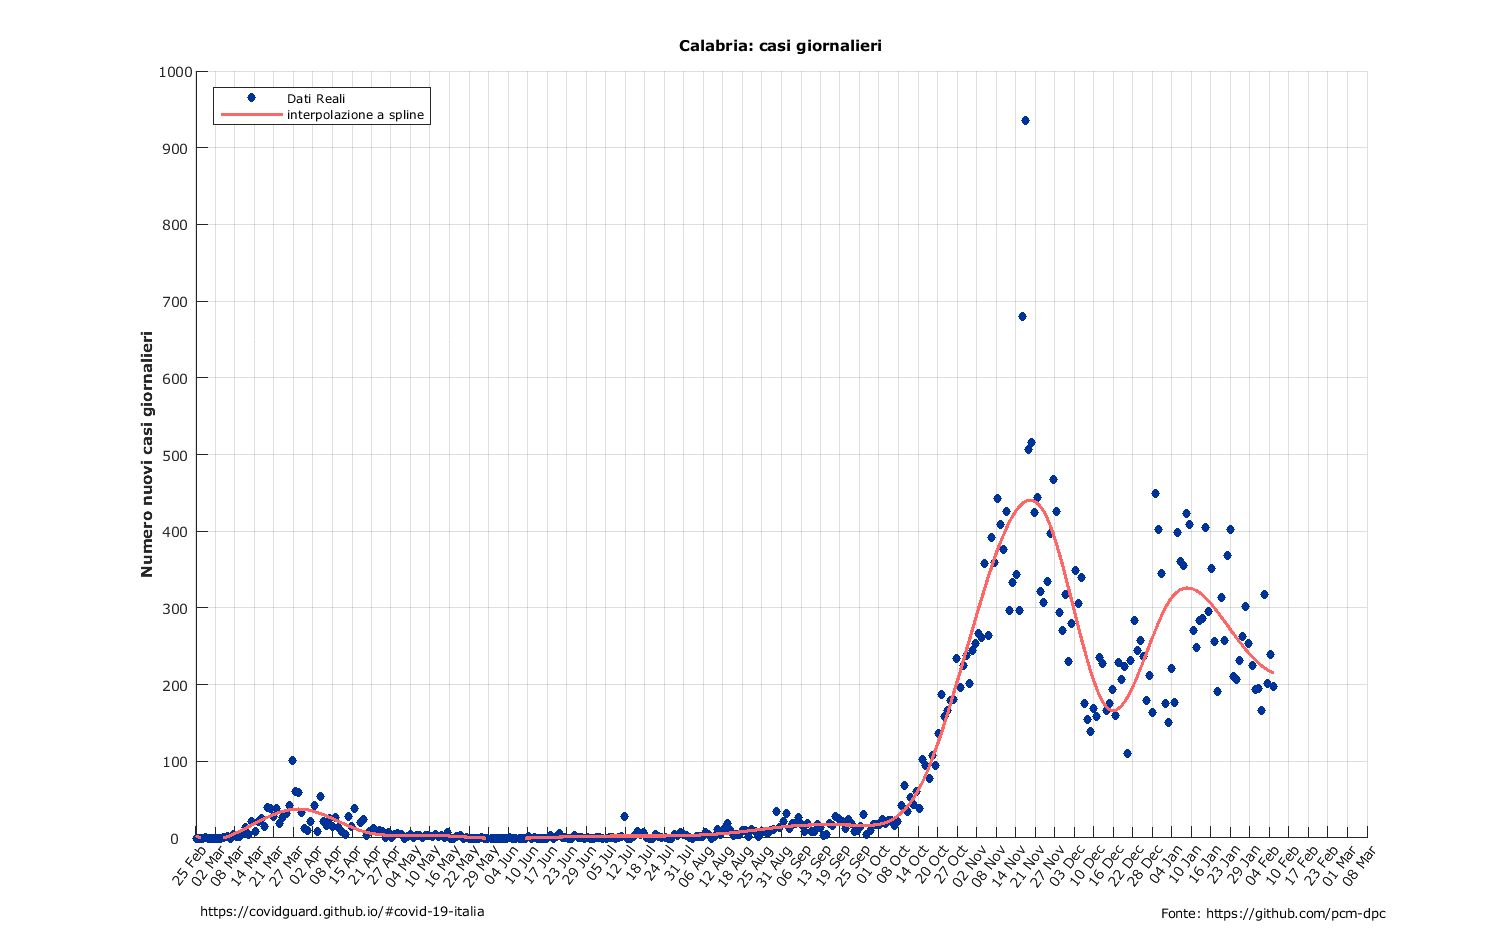 Calabria: casi giornalieri
1000
900
800
700
600
500
400
300
200
100
0
Dati Reali
interpolazione a spline
Numero nuovi casi giornalieri
25 Feb
02 Mar
08 Mar
14 Mar
21 Mar
27 Mar
02 Apr
08 Apr
15 Apr
21 Apr
27 Apr
04 May
10 May
16 May
22 May
29 May
04 Jun
10 Jun
17 Jun
23 Jun
29 Jun
05 Jul
12 Jul
18 Jul
24 Jul
31 Jul
06 Aug
12 Aug
18 Aug
25 Aug
31 Aug
06 Sep
13 Sep
19 Sep
25 Sep
01 Oct
08 Oct
14 Oct
20 Oct
27 Oct
02 Nov
08 Nov
14 Nov
21 Nov
27 Nov
03 Dec
10 Dec
16 Dec
22 Dec
28 Dec
04 Jan
10 Jan
16 Jan
23 Jan
29 Jan
04 Feb
10 Feb
17 Feb
23 Feb
01 Mar
08 Mar
https://covidguard.github.io/#covid-19-italia
Fonte: https://github.com/pcm-dpc